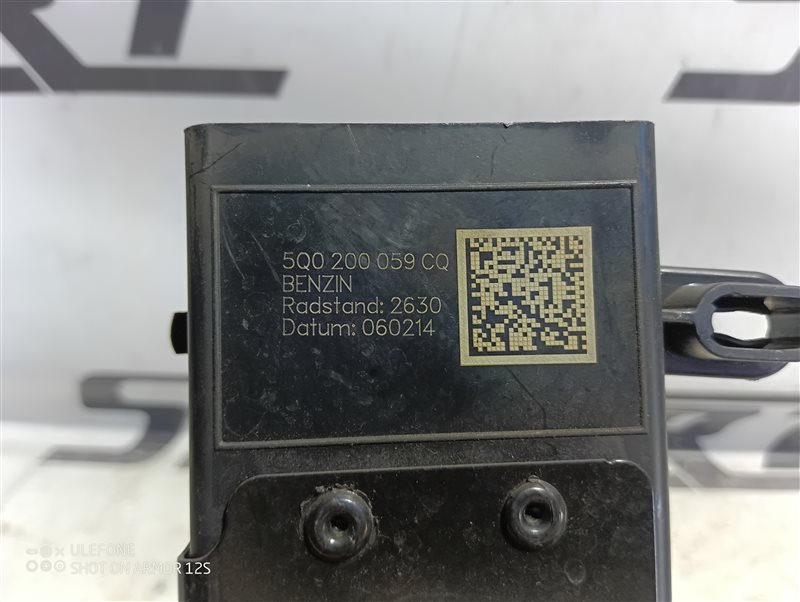 5Q0 200 059 CQ
BENZIN
Radstand: 2630
Datum: 060214
ULEFONE
SHOT ON ARMOR 12S